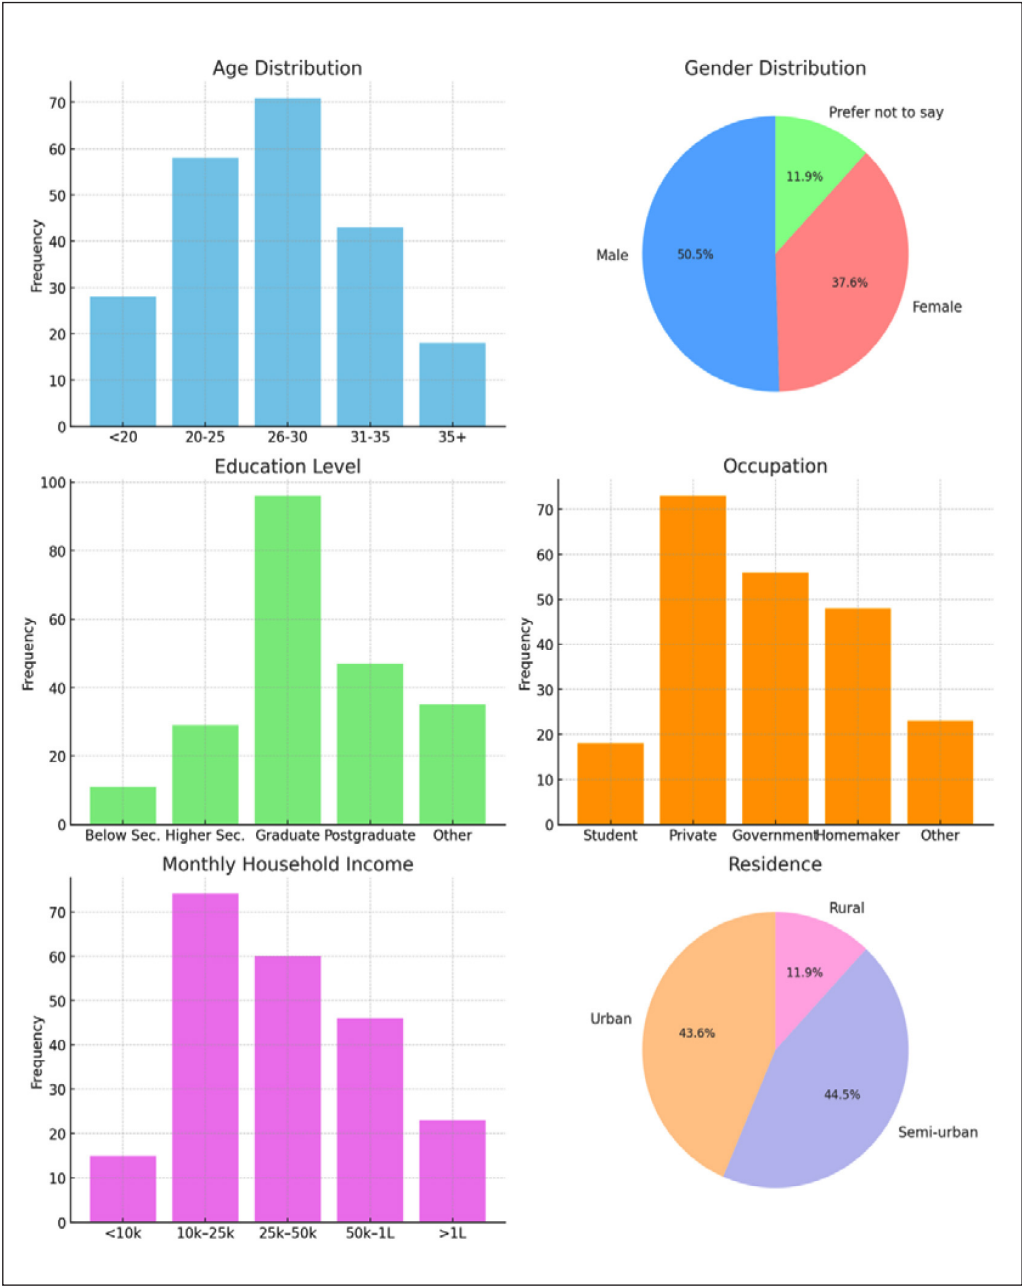 Age Distribution
Frequency
70
60
50
40
30
20
10
0
<20 20-25 26-30 31-35 35+
Gender Distribution
Prefer not to say
11.9%
Male
50.5%
37.6%
Female
Education Level
Frequency
100
80
60
40
20
0
Below Sec. Higher Sec. Graduate Postgraduate Other
Occupation
Frequency
70
60
50
40
30
20
10
0
Student Private Government Homemaker Other
Monthly Household Income
Frequency
70
60
50
40
30
20
10
0
<10k 10k–25k 25k–50k 50k–1L >1L
Residence
Rural
11.9%
Urban
43.6%
44.5%
Semi-urban